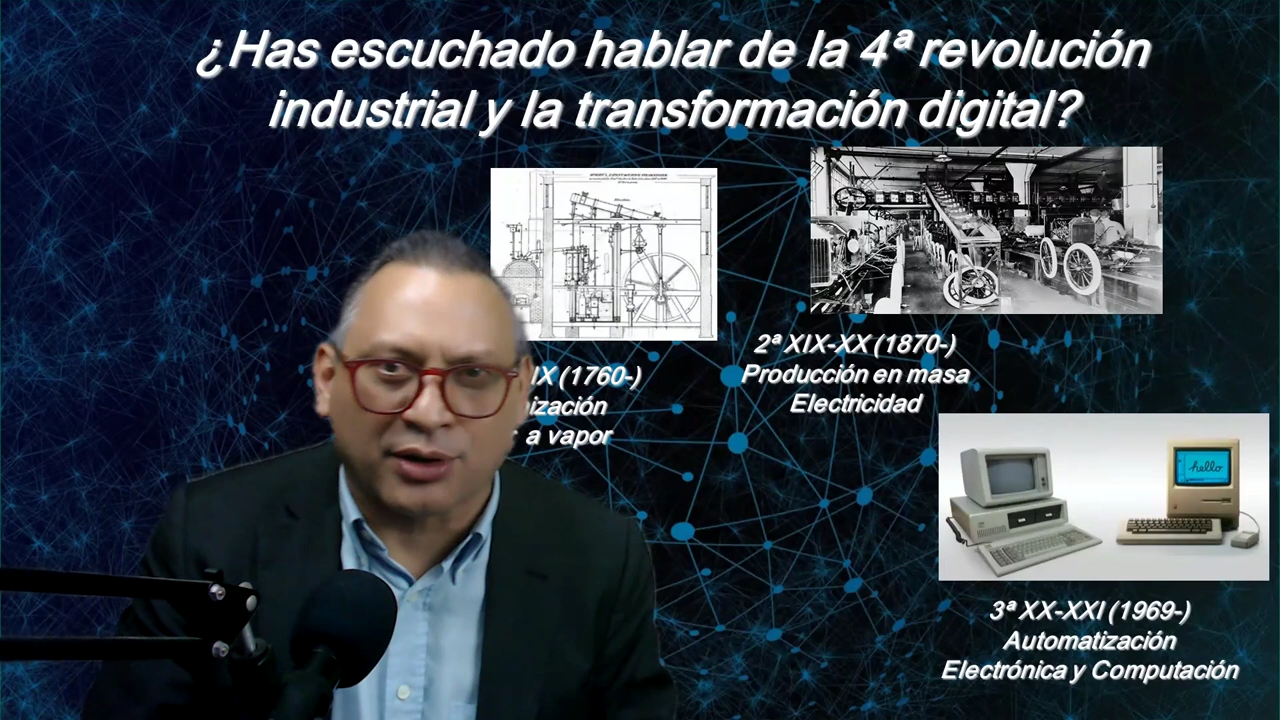 ¿Has escuchado hablar de la 4ª revolución
industrial y la transformación digital?
IX (1760-)
a vapor
2ª XIX-XX (1870-)
Producción en masa
Electricidad
hello
3ª XX-XXI (1969-)
Automatización
Electrónica y Computación